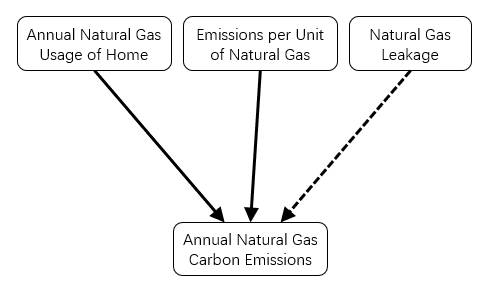 Annual Natural Gas
Usage of Home
Emissions per Unit
of Natural Gas
Natural Gas
Leakage
Annual Natural Gas
Carbon Emissions